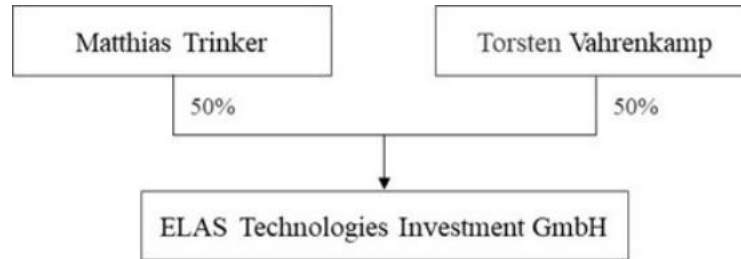 Matthias Trinker
Torsten Vahrenkamp
50%
50%
ELAS Technologies Investment GmbH